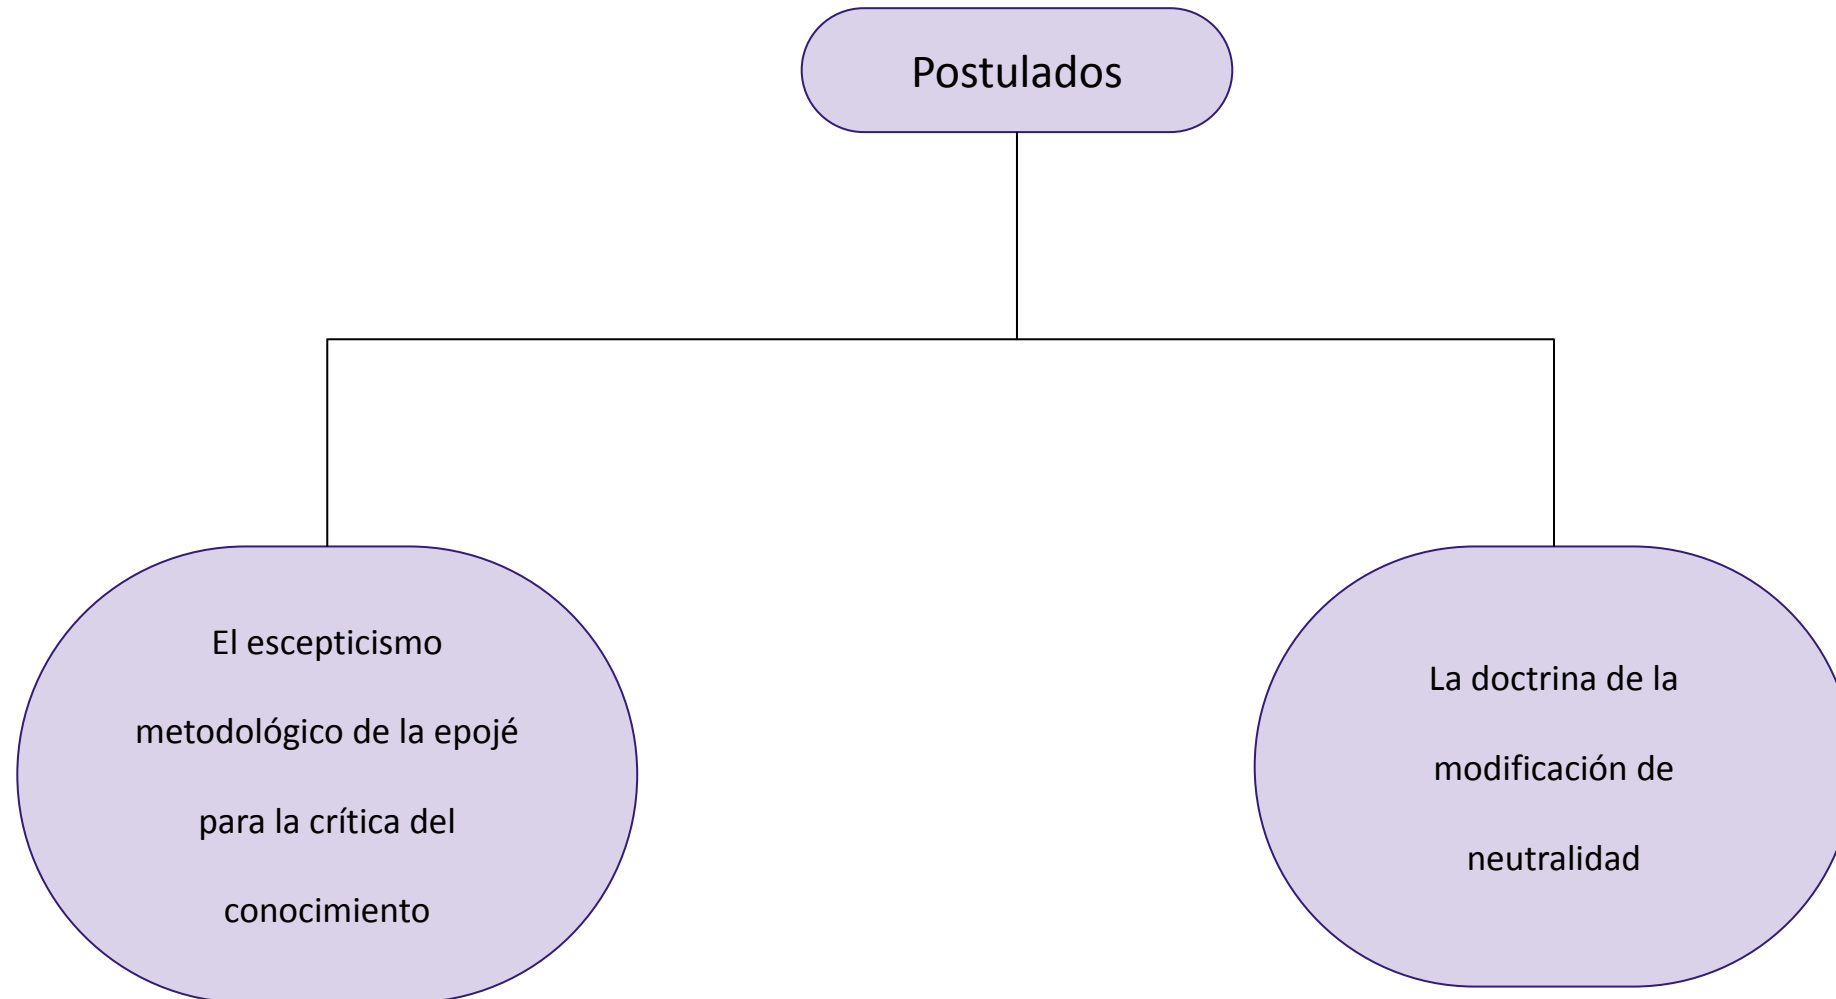 Postulados
El escepticismo
metodológico de la epojé
para la crítica del
conocimiento
La doctrina de la
modificación de
neutralidad